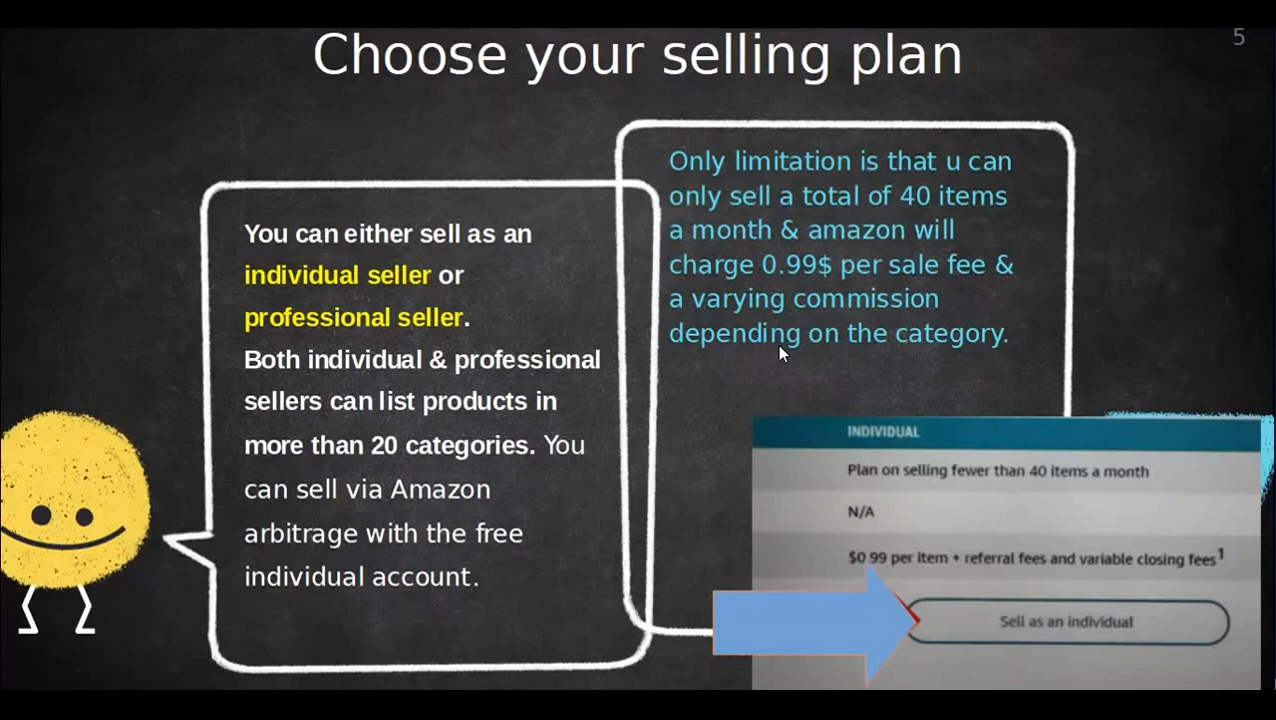 5
Choose your selling plan
You can either sell as an
individual seller or
professional seller.
Both individual & professional
sellers can list products in
more than 20 categories. You
can sell via Amazon
arbitrage with the free
individual account.
Only limitation is that u can
only sell a total of 40 items
a month & amazon will
charge 0.99$ per sale fee &
a varying commission
depending on the category.
INDIVIDUAL
Plan on selling fewer than 40 items a month
N/A
$0.99 per item + referral fees and variable closing fees¹
Sell as an individual